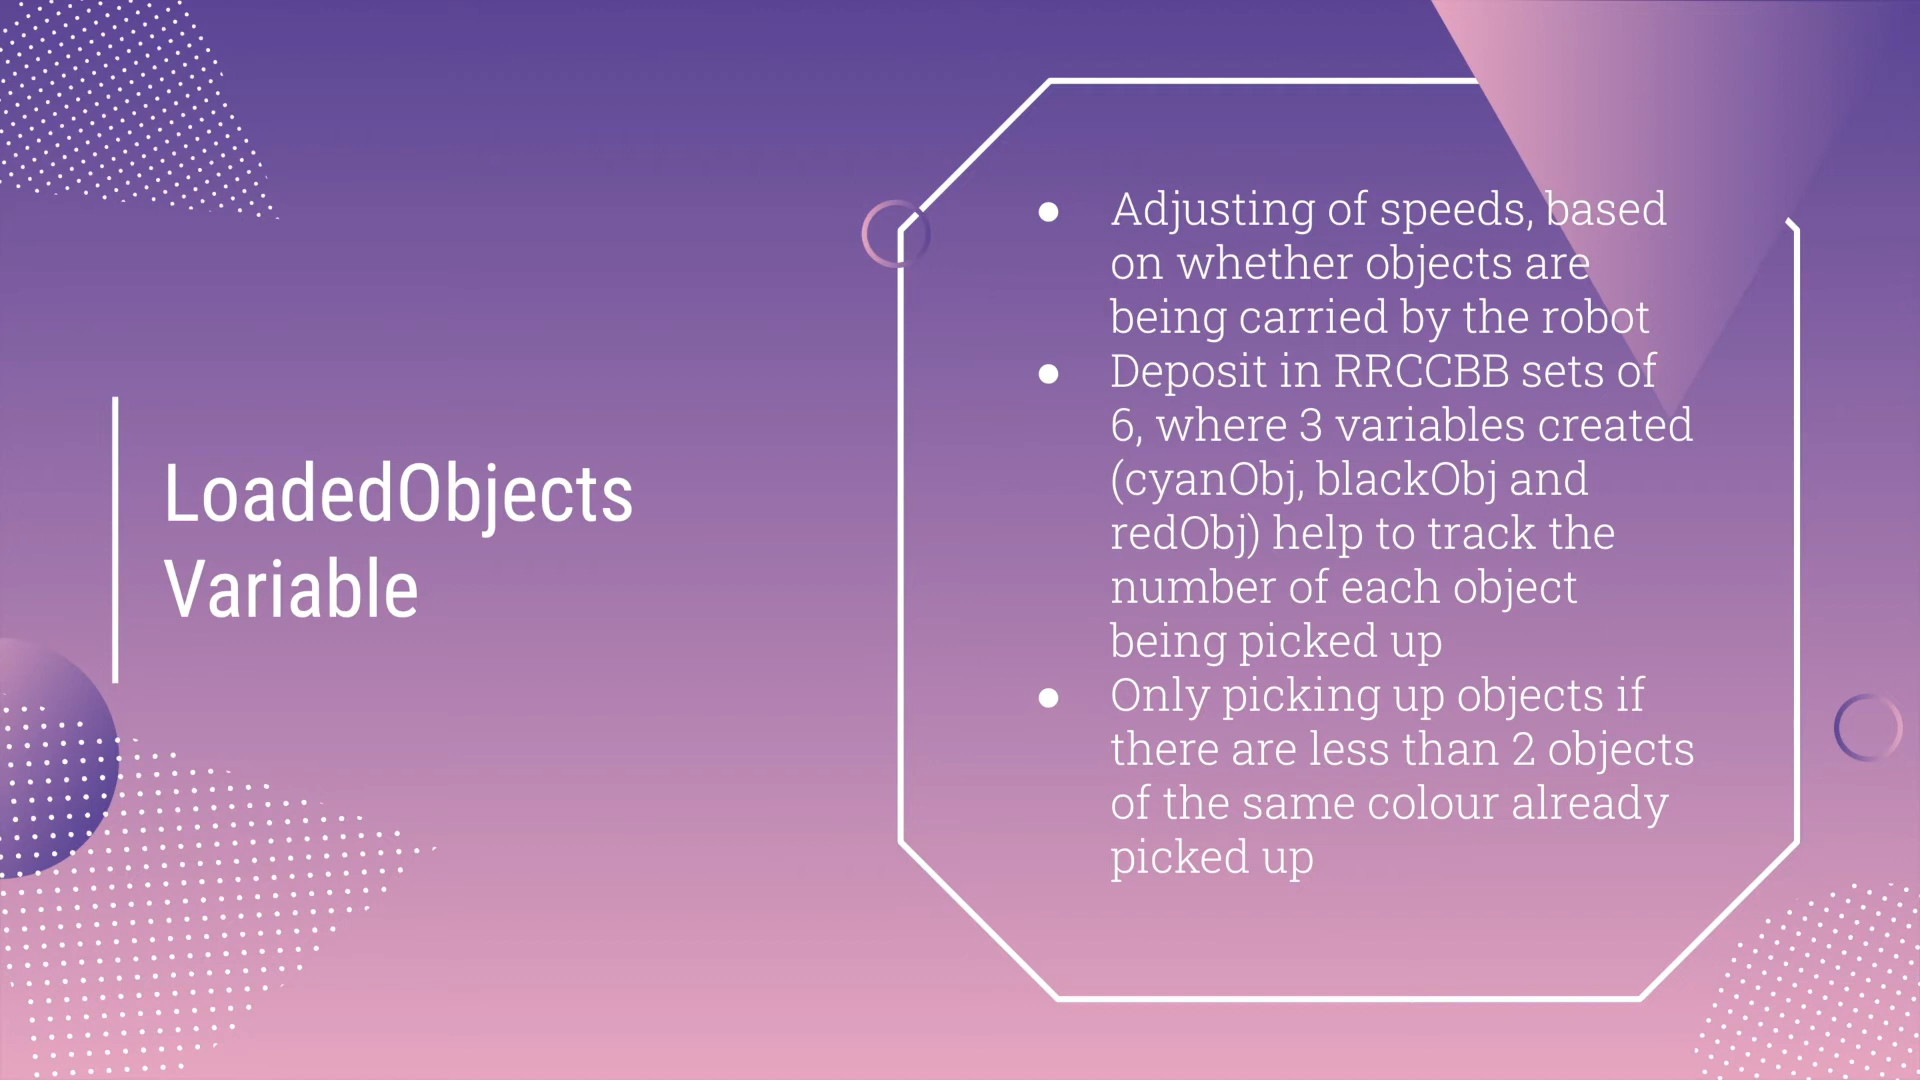 LoadedObjects
Variable
● Adjusting of speeds, based
on whether objects are
being carried by the robot
● Deposit in RRCCBB sets of
6, where 3 variables created
(cyanObj, blackObj and
redObj) help to track the
number of each object
being picked up
● Only picking up objects if
there are less than 2 objects
of the same colour already
picked up